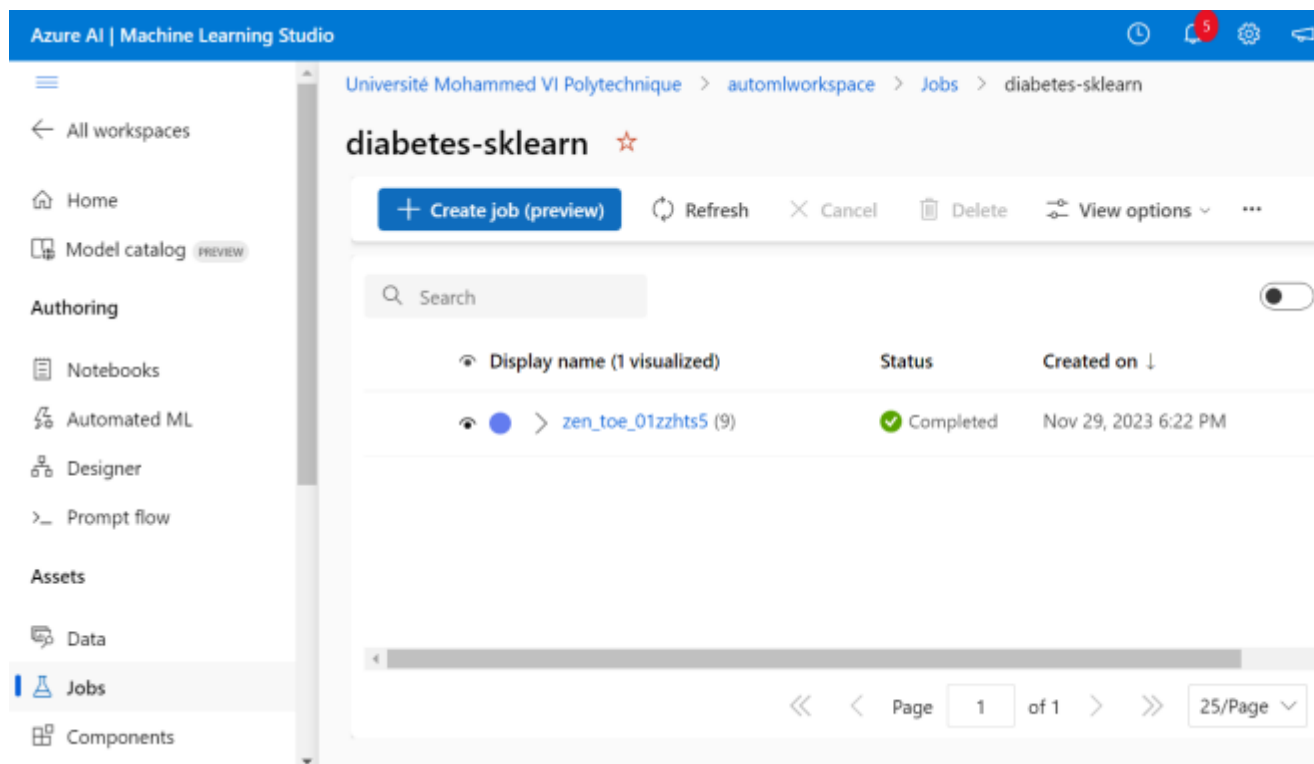 Azure AI | Machine Learning Studio
5
All workspaces
Home
Model catalog PREVIEW
Authoring
Notebooks
Automated ML
Designer
Prompt flow
Assets
Data
Jobs
Components
Université Mohammed VI Polytechnique > automlworkspace > Jobs > diabetes-sklearn
diabetes-sklearn
+ Create job (preview) Refresh Cancel Delete View options ...
Search
Display name (1 visualized) Status Created on ↓
zen_toe_01zzhts5 (9) Completed Nov 29, 2023 6:22 PM
Page 1 of 1 25/Page